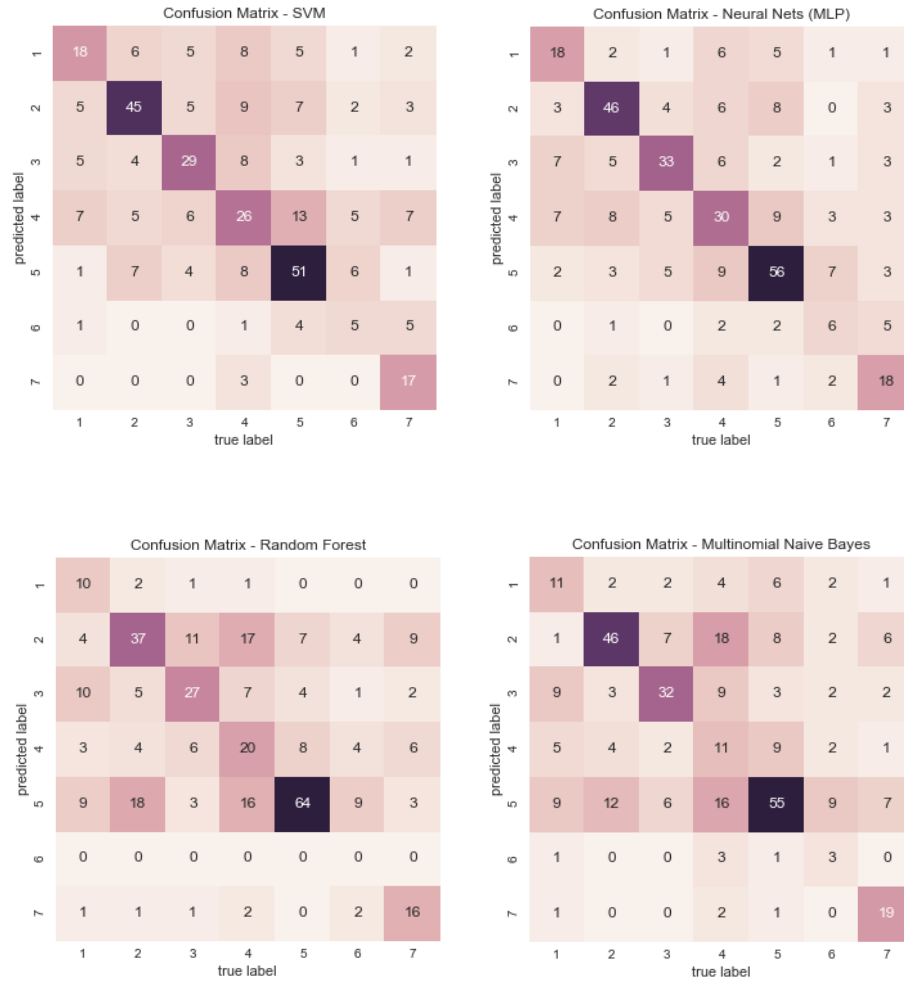 Confusion Matrix - SVM
1 18 6 5 8 5 1 2
2 5 45 5 9 7 2 3
3 5 4 29 8 3 1 1
4 7 5 6 26 13 5 7
5 1 7 4 8 51 6 1
6 1 0 0 1 4 5 5
7 0 0 0 3 0 0 17
1 2 3 4 5 6 7
true label
predicted label
Confusion Matrix - Neural Nets (MLP)
1 18 2 1 6 5 1 1
2 3 46 4 6 8 0 3
3 7 5 33 6 2 1 3
4 7 8 5 30 9 3 3
5 2 3 5 9 56 7 3
6 0 1 0 2 2 6 5
7 0 2 1 4 1 2 18
1 2 3 4 5 6 7
true label
predicted label
Confusion Matrix - Random Forest
1 10 2 1 1 0 0 0
2 4 37 11 17 7 4 9
3 10 5 27 7 4 1 2
4 3 4 6 20 8 4 6
5 9 18 3 16 64 9 3
6 0 0 0 0 0 0 0
7 1 1 1 2 0 2 16
1 2 3 4 5 6 7
true label
predicted label
Confusion Matrix - Multinomial Naive Bayes
1 11 2 2 4 6 2 1
2 1 46 7 18 8 2 6
3 9 3 32 9 3 2 2
4 5 4 2 11 9 2 1
5 9 12 6 16 55 9 7
6 1 0 0 3 1 3 0
7 1 0 0 2 1 0 19
1 2 3 4 5 6 7
true label
predicted label